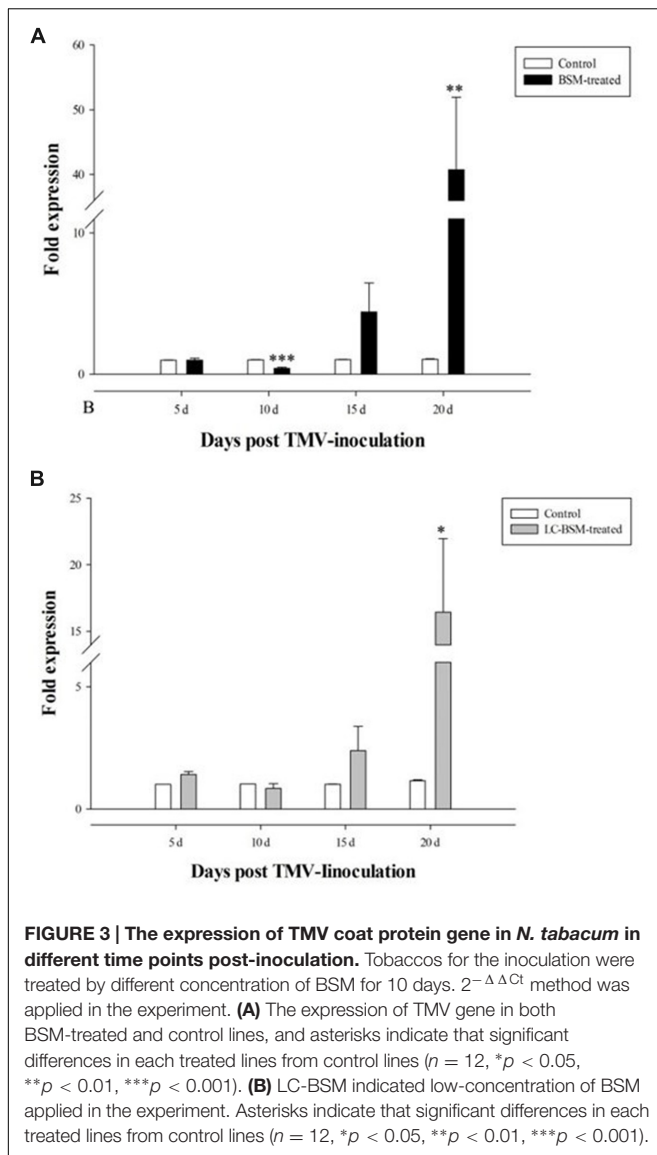 A
Control
BSM-treated
60
50
40
10
0
Fold expression
**
***
B
5 d 10 d 15 d 20 d
Days post TMV-inoculation
B
Control
LC-BSM-treated
25
20
15
5
0
Fold expression
*
5 d 10 d 15 d 20 d
Days post TMV-Iinoculation
FIGURE 3 | The expression of TMV coat protein gene in N. tabacum in
different time points post-inoculation. Tobaccos for the inoculation were
treated by different concentration of BSM for 10 days. 2^−ΔΔCt method was
applied in the experiment. (A) The expression of TMV gene in both
BSM-treated and control lines, and asterisks indicate that significant
differences in each treated lines from control lines (n = 12, *p < 0.05,
**p < 0.01, ***p < 0.001). (B) LC-BSM indicated low-concentration of BSM
applied in the experiment. Asterisks indicate that significant differences in each
treated lines from control lines (n = 12, *p < 0.05, **p < 0.01, ***p < 0.001).